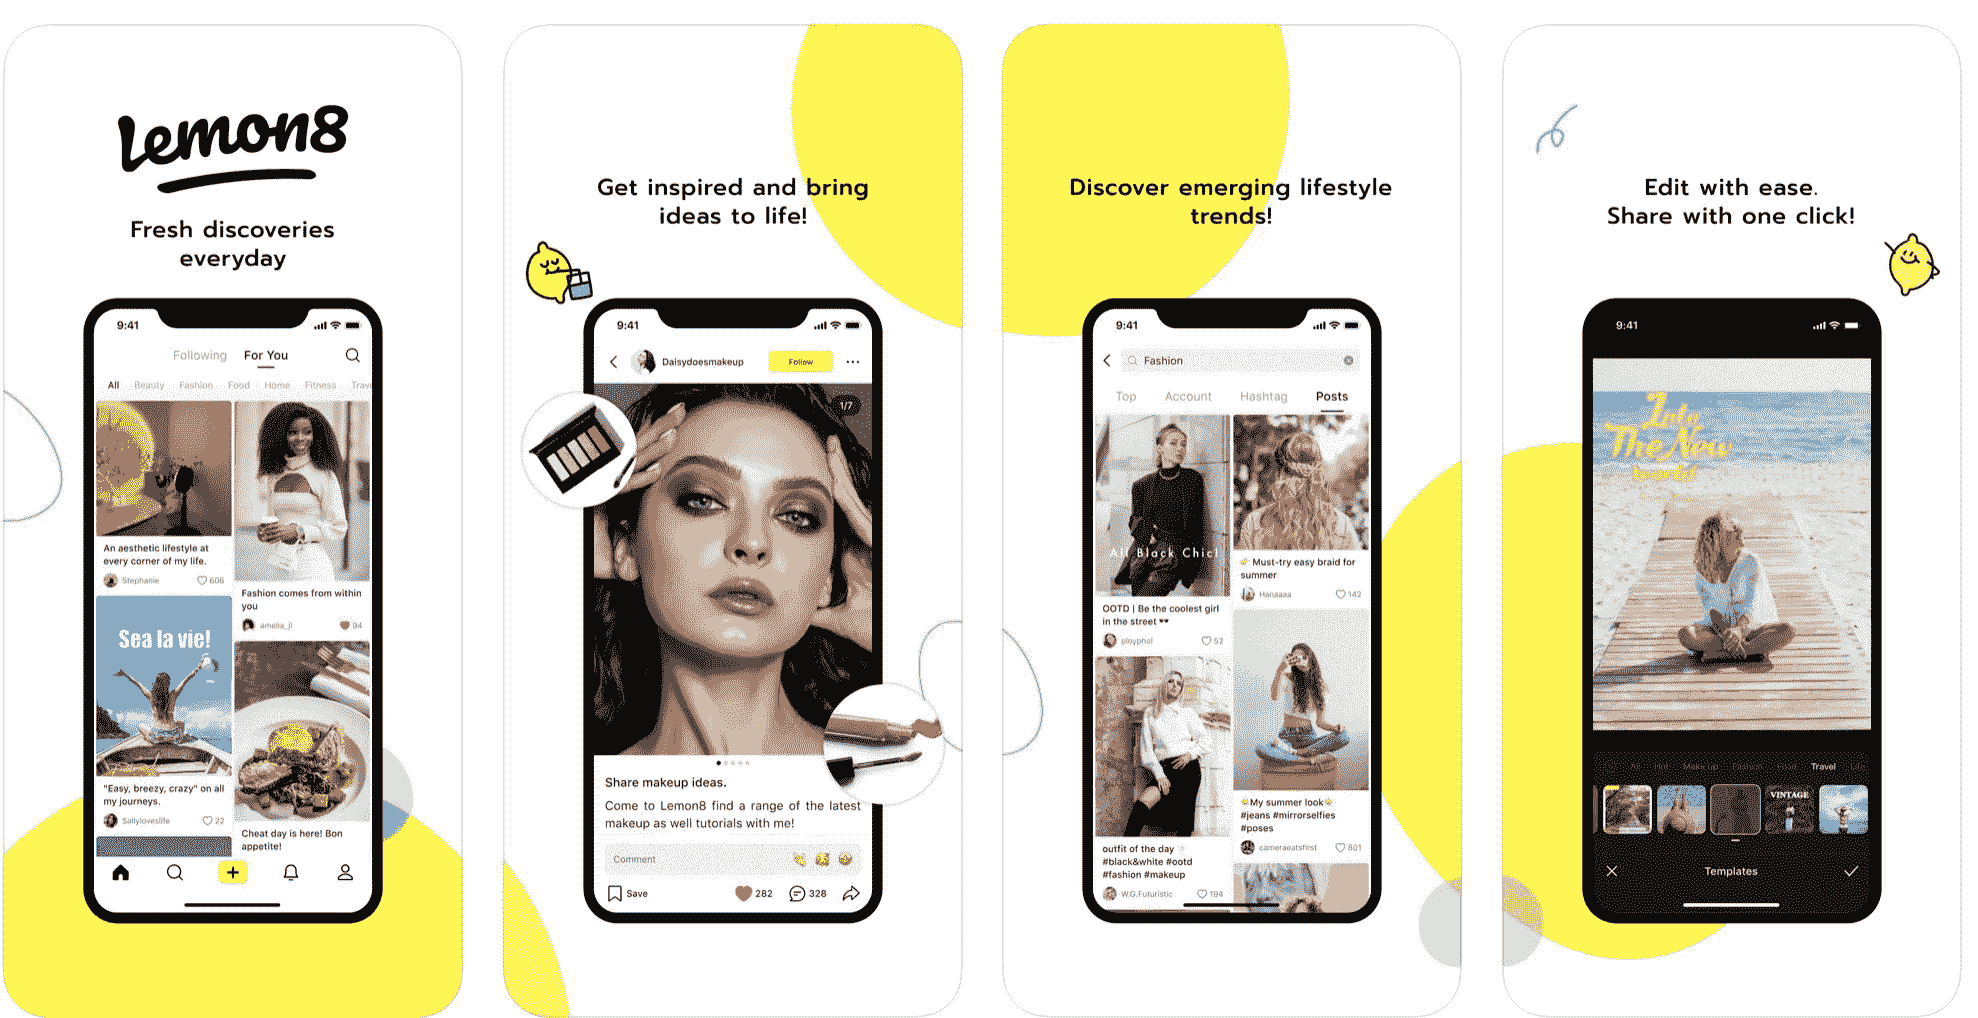 Lemon8
Fresh discoveries
everyday
9:41
Following For You
All Beauty Fashion Food Home Fitness Trave
An aesthetic lifestyle at
every corner of my life.
Stephanie 606
Fashion comes from within
you
amelia_jl 94
Sea la vie!
"Easy, breezy, crazy" on all
my journeys.
Sallyloveslife 22
Cheat day is here! Bon
appetite!
Get inspired and bring
ideas to life!
9:41
Daisydoesmakeup Follow
1/7
Share makeup ideas.
Come to Lemon8 find a range of the latest
makeup as well tutorials with me!
Comment
Save 282 328
Discover emerging lifestyle
trends!
9:41
Fashion
Top Account Hashtag Posts
All Black Chic!
OOTD | Be the coolest girl
in the street
ployphol 52
Must-try easy braid for
summer
Hanaaaa 142
outfit of the day
#black&white #ootd
#fashion #makeup
W.G.Futuristic 194
My summer look
#jeans #mirrorselfies
#poses
cameraeatsfirst 801
Edit with ease.
Share with one click!
9:41
Into
The New
All Hot Make up Fashion Food Travel Life
VINTAGE
Templates